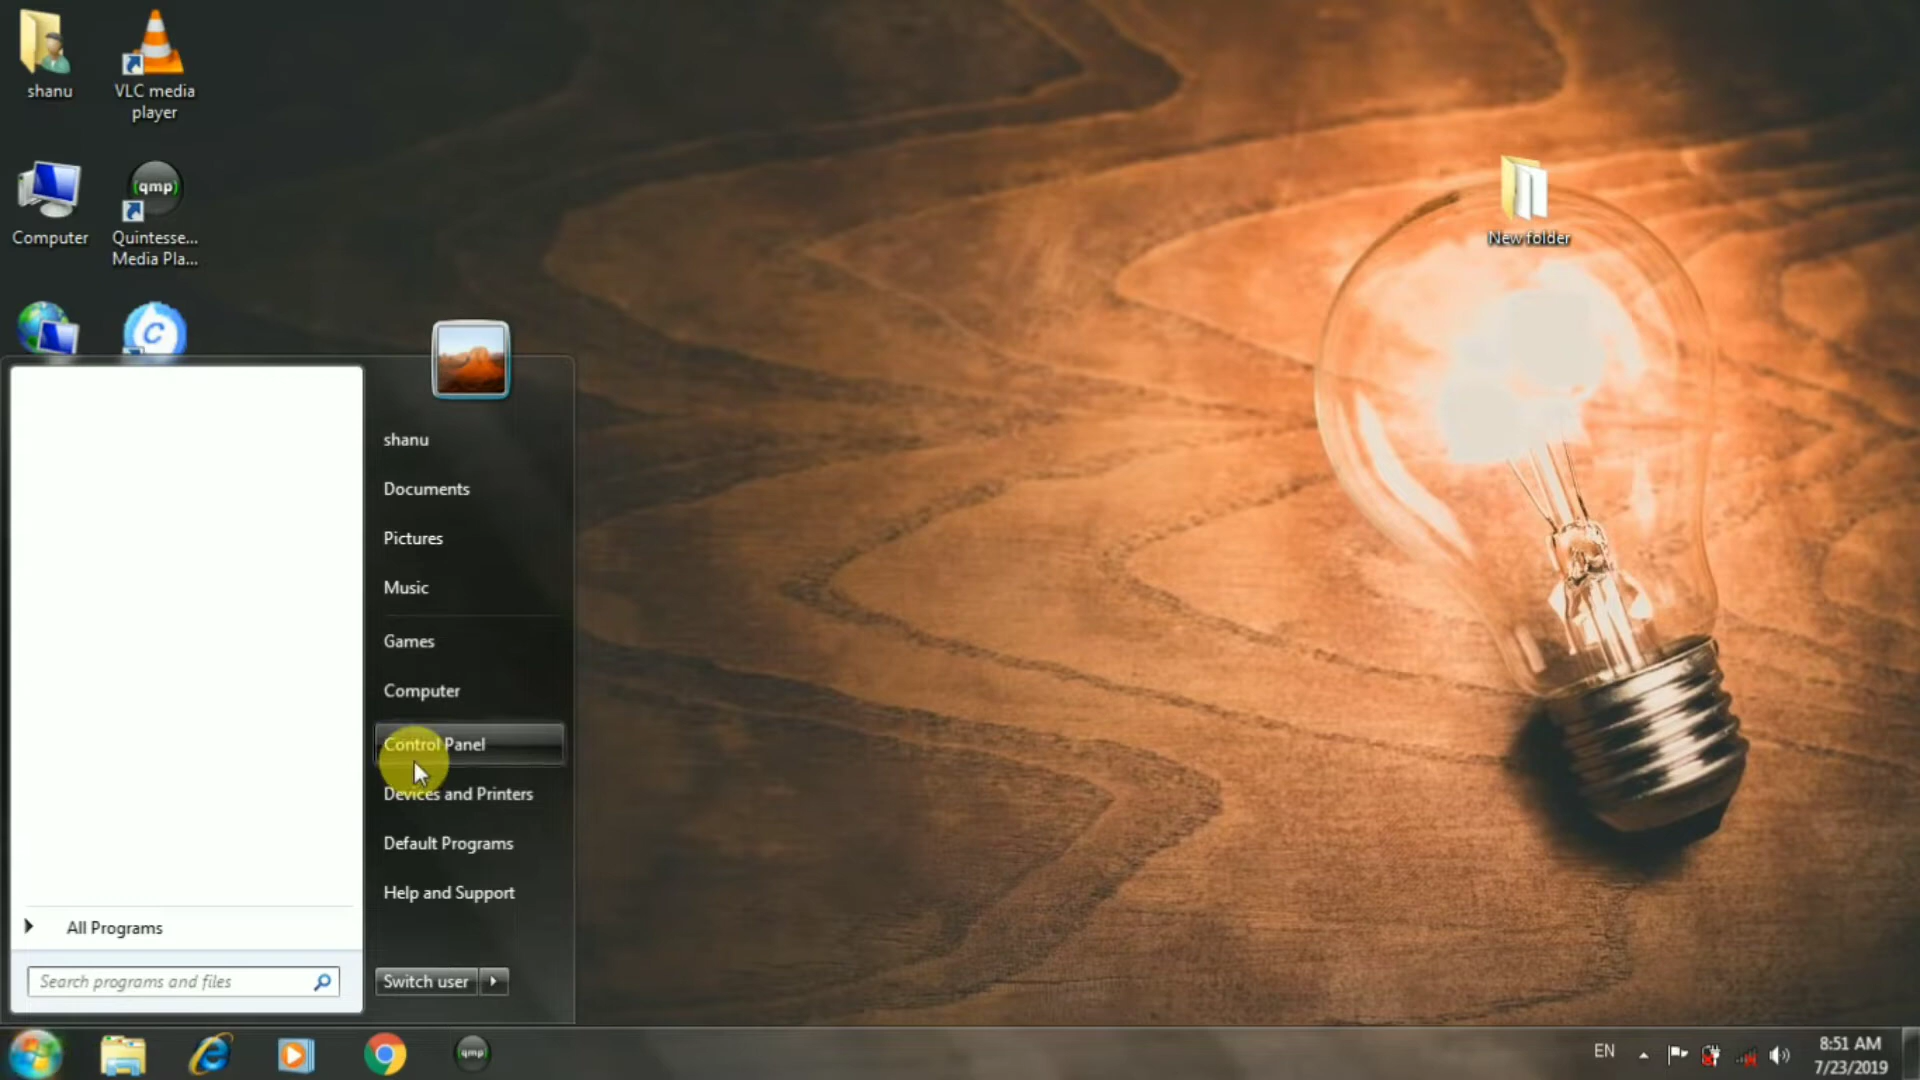 shanu
VLC media
player
Computer
(qmp)
Quintesse...
Media Pla...
C
New folder
shanu
Documents
Pictures
Music
Games
Computer
Control Panel
Devices and Printers
Default Programs
Help and Support
All Programs
Search programs and files
Switch user
(qmp)
EN
8:51 AM
7/23/2019